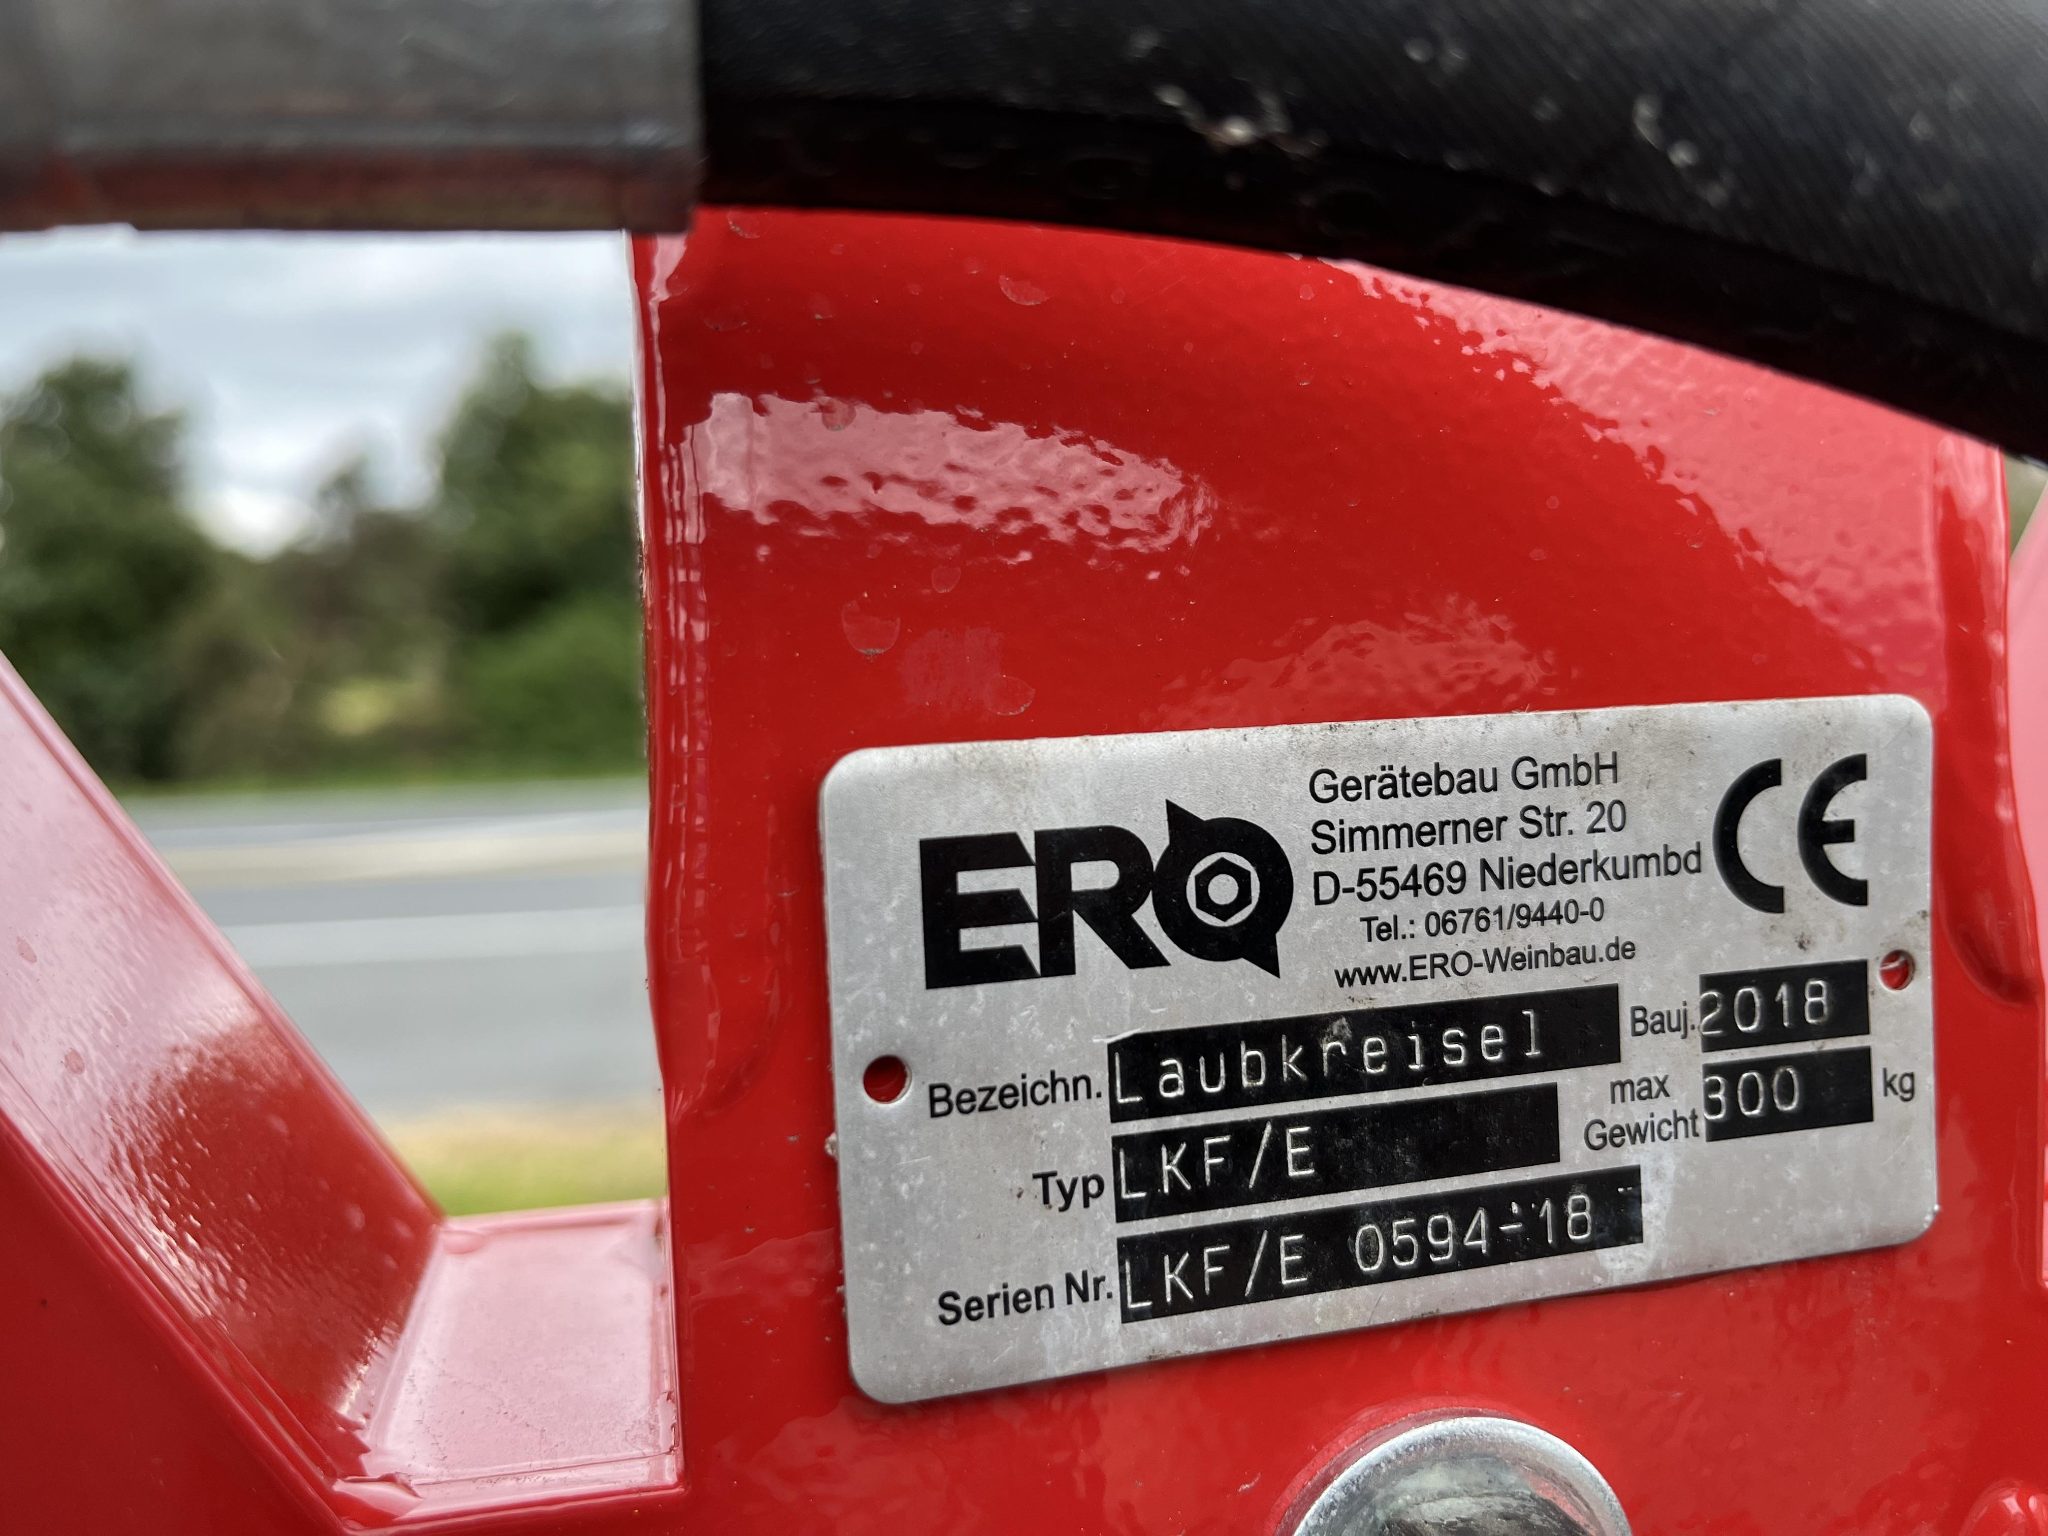 ERO
Gerätebau GmbH
Simmerner Str. 20
D-55469 Niederkumbd
Tel.: 06761/9440-0
www.ERO-Weinbau.de
CE
Bezeichn. Laubkreisel
Bauj. 2018
Typ LKF/E
max Gewicht 300 kg
Serien Nr. LKF/E 0594-18